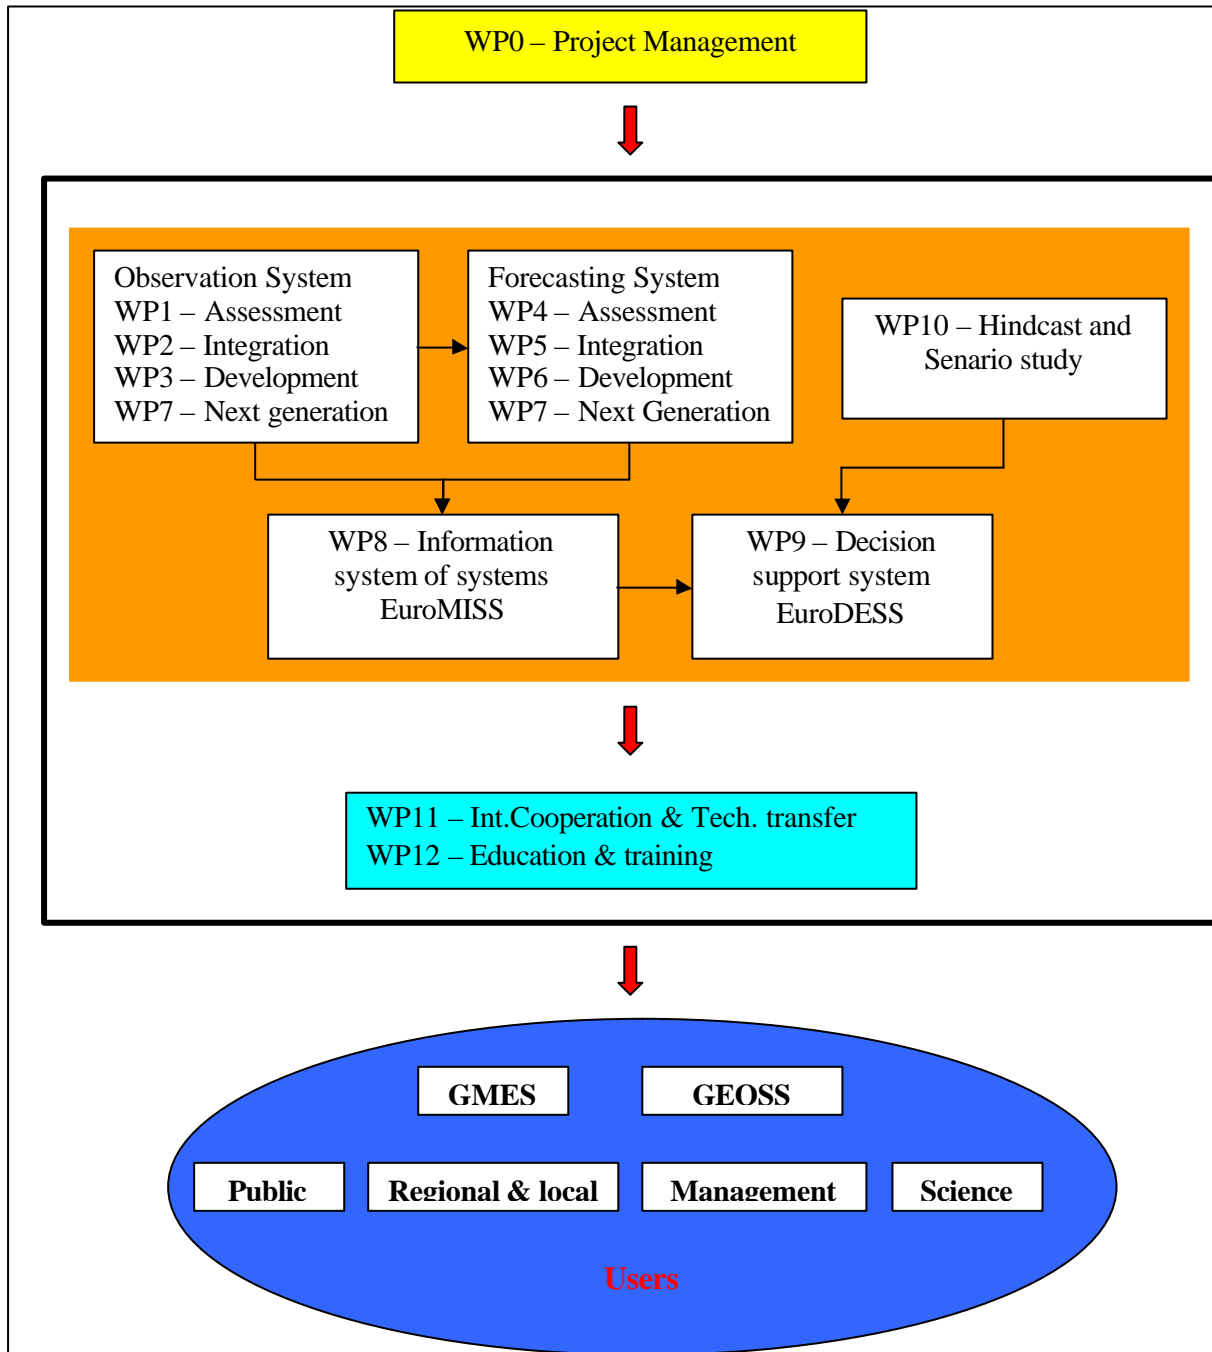 WP0 – Project Management
Observation System
WP1 – Assessment
WP2 – Integration
WP3 – Development
WP7 – Next generation
Forecasting System
WP4 – Assessment
WP5 – Integration
WP6 – Development
WP7 – Next Generation
WP10 – Hindcast and
Senario study
WP8 – Information
system of systems
EuroMISS
WP9 – Decision
support system
EuroDESS
WP11 – Int.Cooperation & Tech. transfer
WP12 – Education & training
GMES
GEOSS
Public
Regional & local
Management
Science
Users